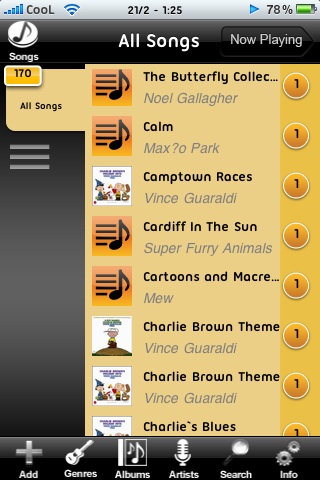 CooL 21/2 - 1:25 78%
Songs
All Songs
Now Playing
170
All Songs
The Butterfly Collec...
Noel Gallagher
1
Calm
Max?o Park
1
Camptown Races
Vince Guaraldi
1
Cardiff In The Sun
Super Furry Animals
1
Cartoons and Macre...
Mew
1
Charlie Brown Theme
Vince Guaraldi
1
Charlie Brown Theme
Vince Guaraldi
1
Charlie`s Blues
Add Genres Albums Artists Search Info